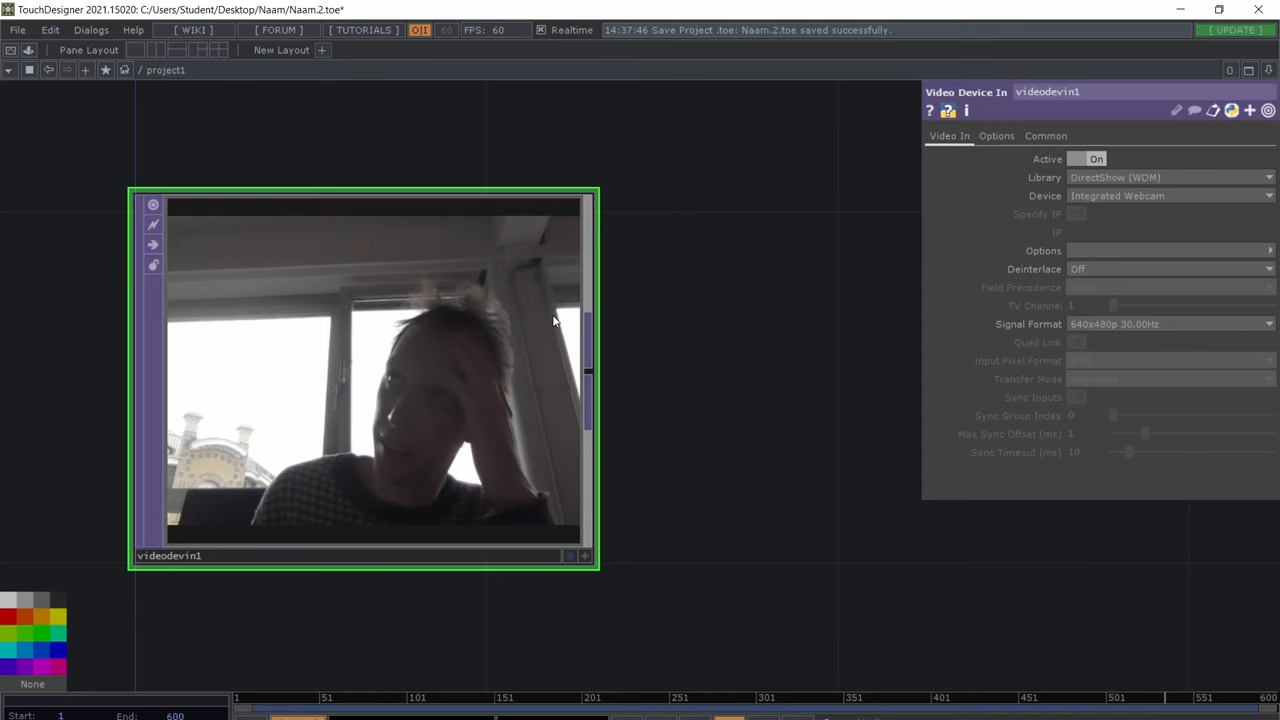 TouchDesigner 2021.15020: C:/Users/Student/Desktop/Naam/Naam.2.toe*
File Edit Dialogs Help [ WIKI ] [ FORUM ] [ TUTORIALS ] O|I 60 FPS: 60 Realtime 14:37:46 Save Project .toe: Naam.2.toe saved successfully. [ UPDATE ]
Pane Layout New Layout +
/ project1 0
Video Device In videodevin1
? ? i
Video In Options Common
Active On
Library DirectShow (WDM)
Device Integrated Webcam
Specify IP
IP
Options
Deinterlace Off
Field Precedence
TV Channel 1
Signal Format 640x480p 30.00Hz
Quad Link
Input Pixel Format
Transfer Mode Automatic
Sync Inputs
Sync Group Index 0
Max Sync Offset (ms) 1
Sync Timeout (ms) 10
videodevin1
None
1 51 101 151 201 251 301 351 401 451 501 551 600
Start: 1 End: 600